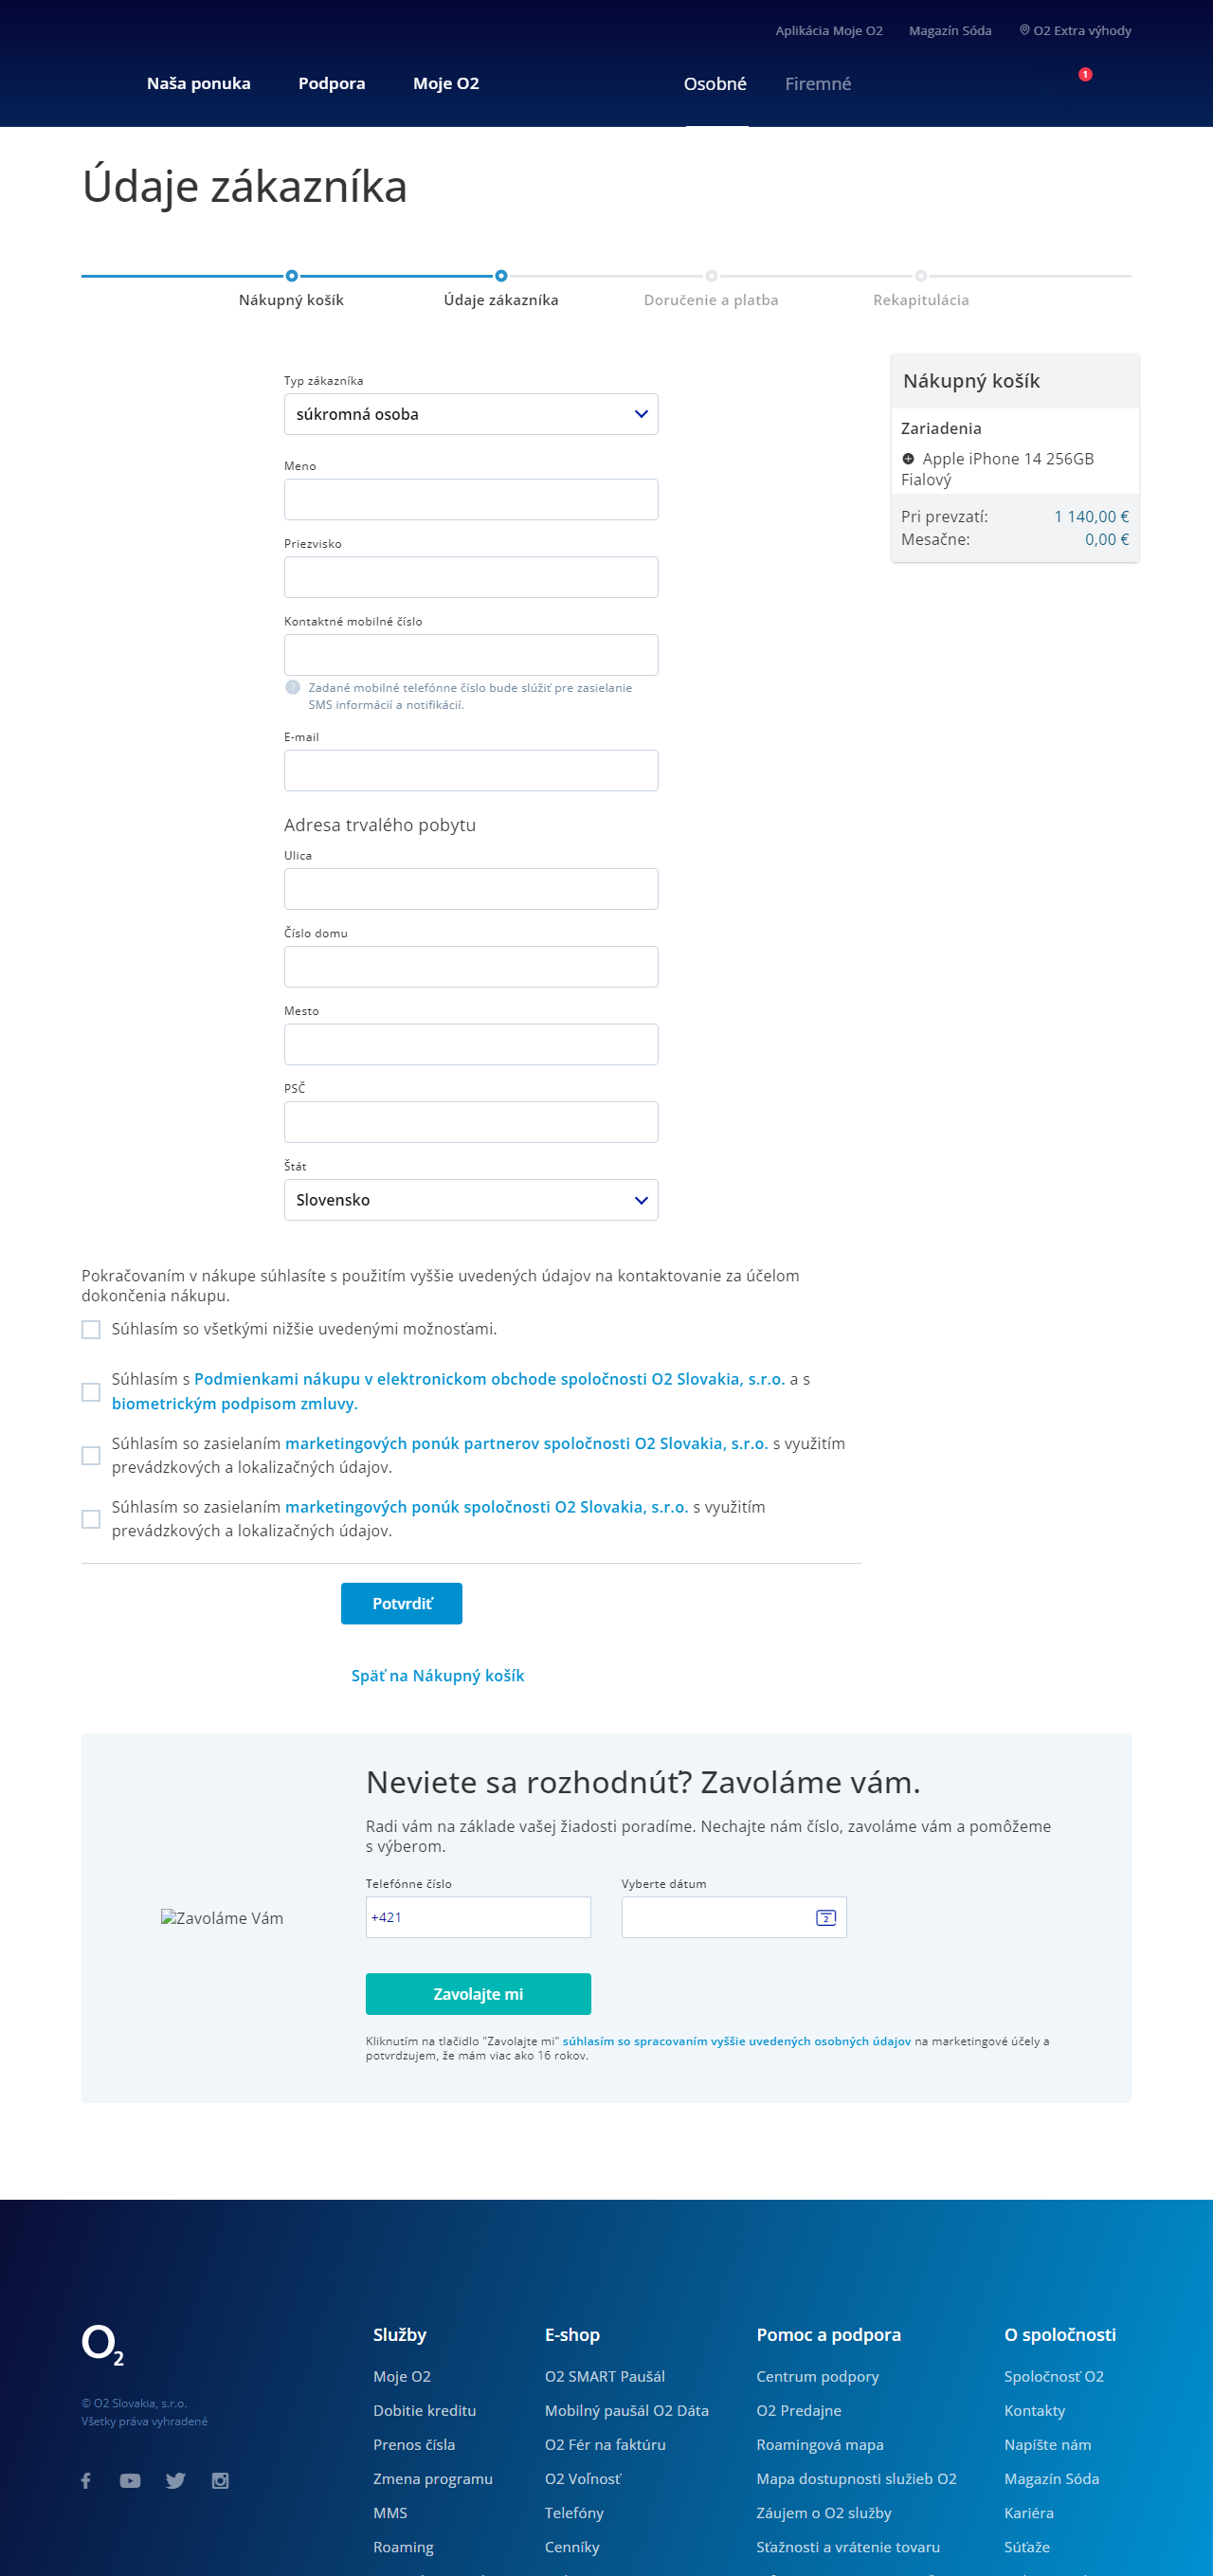 Aplikácia Moje O2
Magazín Sóda
O2 Extra výhody
Naša ponuka
Podpora
Moje O2
Osobné
Firemné
1
Údaje zákazníka
Nákupný košík
Údaje zákazníka
Doručenie a platba
Rekapitulácia
Typ zákazníka
súkromná osoba
Meno
Priezvisko
Kontaktné mobilné číslo
? Zadané mobilné telefónne číslo bude slúžiť pre zasielanie
SMS informácií a notifikácií.
E-mail
Adresa trvalého pobytu
Ulica
Číslo domu
Mesto
PSČ
Štát
Slovensko
Nákupný košík
Zariadenia
Apple iPhone 14 256GB
Fialový
Pri prevzatí: 1 140,00 €
Mesačne: 0,00 €
Pokračovaním v nákupe súhlasíte s použitím vyššie uvedených údajov na kontaktovanie za účelom
dokončenia nákupu.
Súhlasím so všetkými nižšie uvedenými možnosťami.
Súhlasím s Podmienkami nákupu v elektronickom obchode spoločnosti O2 Slovakia, s.r.o. a s
biometrickým podpisom zmluvy.
Súhlasím so zasielaním marketingových ponúk partnerov spoločnosti O2 Slovakia, s.r.o. s využitím
prevádzkových a lokalizačných údajov.
Súhlasím so zasielaním marketingových ponúk spoločnosti O2 Slovakia, s.r.o. s využitím
prevádzkových a lokalizačných údajov.
Potvrdiť
Späť na Nákupný košík
Neviete sa rozhodnúť? Zavoláme vám.
Radi vám na základe vašej žiadosti poradíme. Nechajte nám číslo, zavoláme vám a pomôžeme
s výberom.
Zavoláme Vám
Telefónne číslo
+421
Vyberte dátum
2
Zavolajte mi
Kliknutím na tlačidlo "Zavolajte mi" súhlasím so spracovaním vyššie uvedených osobných údajov na marketingové účely a
potvrdzujem, že mám viac ako 16 rokov.
O2
© O2 Slovakia, s.r.o.
Všetky práva vyhradené
Služby
Moje O2
Dobitie kreditu
Prenos čísla
Zmena programu
MMS
Roaming
E-shop
O2 SMART Paušál
Mobilný paušál O2 Dáta
O2 Fér na faktúru
O2 Voľnosť
Telefóny
Cenníky
Pomoc a podpora
Centrum podpory
O2 Predajne
Roamingová mapa
Mapa dostupnosti služieb O2
Záujem o O2 služby
Sťažnosti a vrátenie tovaru
O spoločnosti
Spoločnosť O2
Kontakty
Napíšte nám
Magazín Sóda
Kariéra
Súťaže